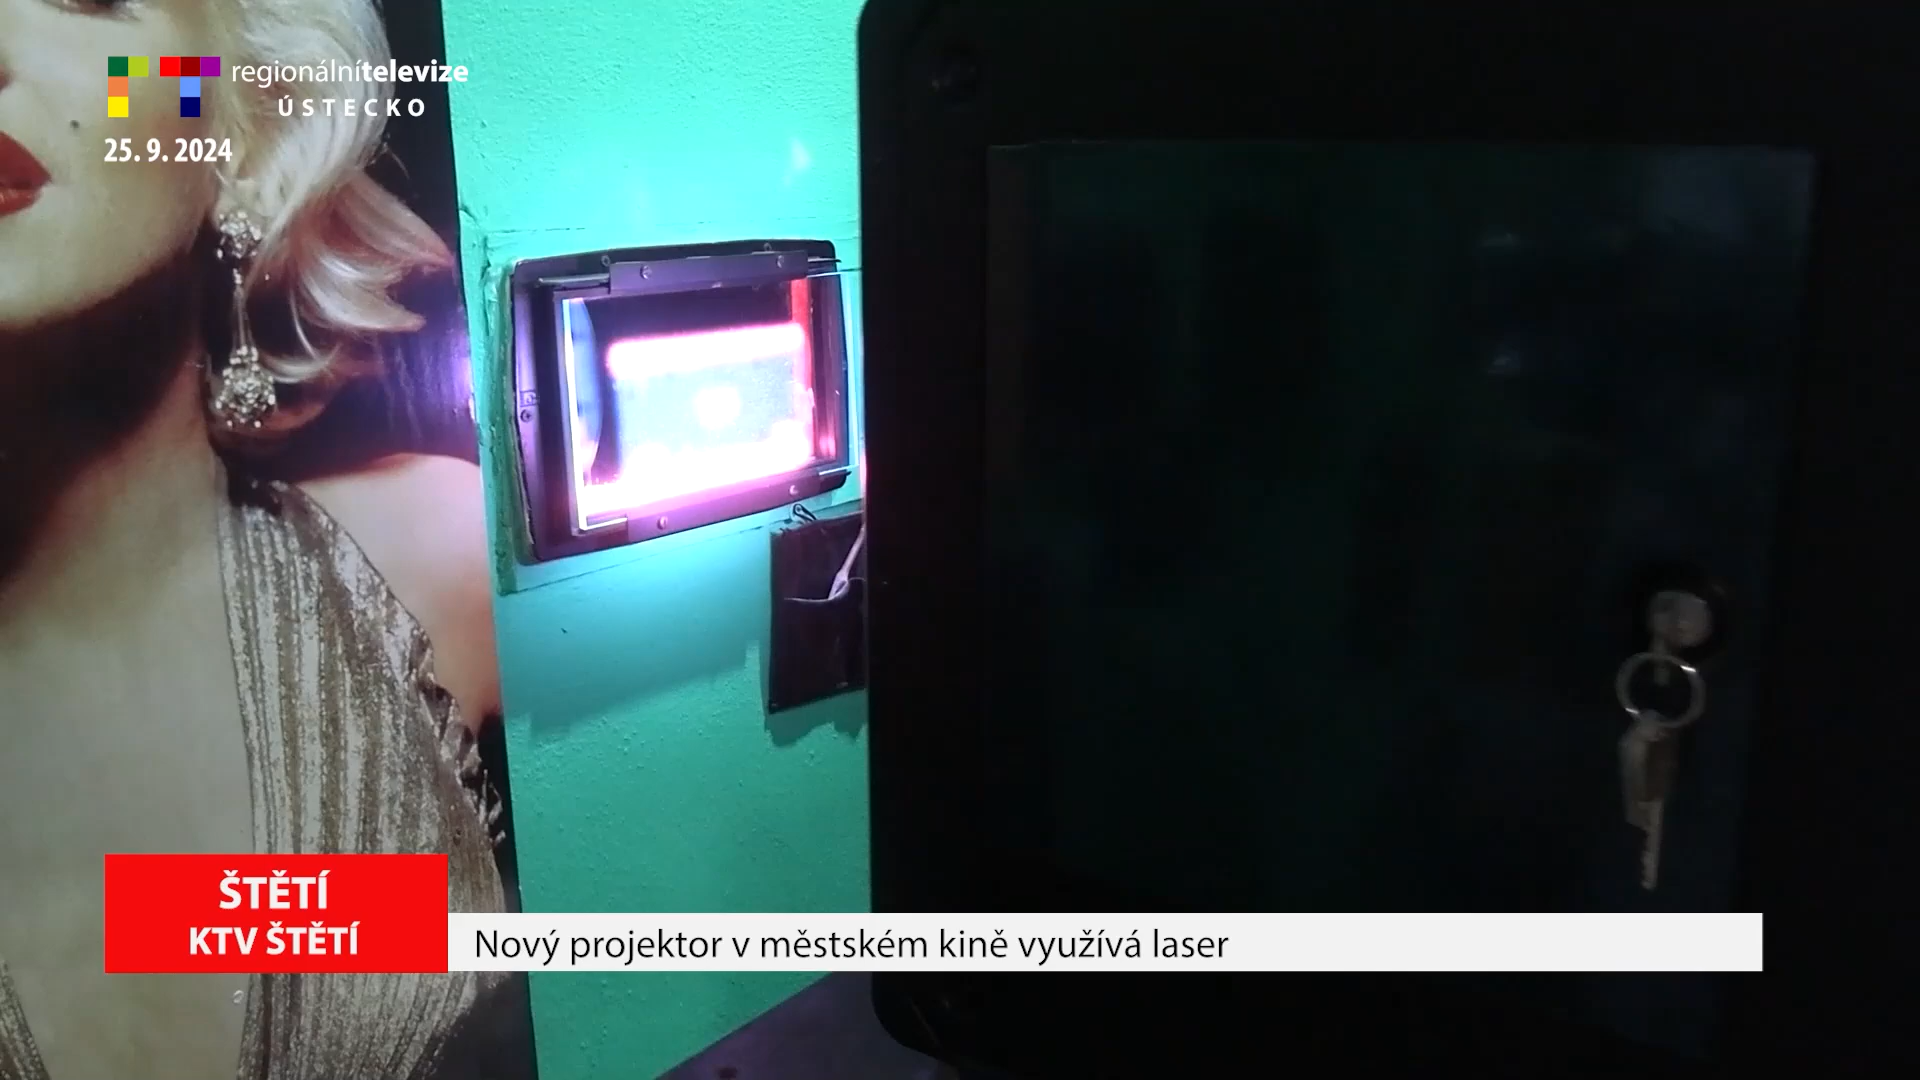 regionálnítelevize
ÚSTECKO
25. 9. 2024
ŠTĚTÍ
KTV ŠTĚTÍ
Nový projektor v městském kině využívá laser